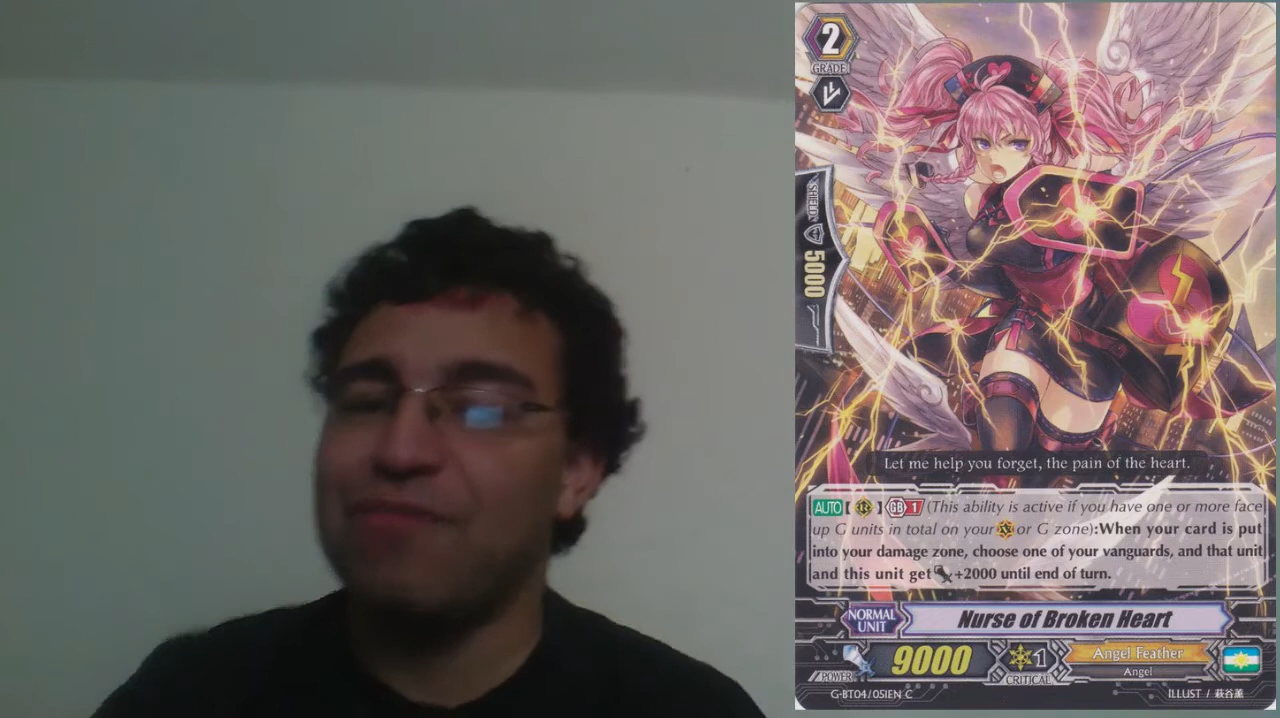 2
GRADE
SHIELD
5000
Let me help you forget, the pain of the heart.
AUTO【 】GB 1 (This ability is active if you have one or more face
up G units in total on your or G zone):When your card is put
into your damage zone, choose one of your vanguards, and that unit
and this unit get +2000 until end of turn.
NORMAL
UNIT
Nurse of Broken Heart
POWER
9000
1
CRITICAL
Angel Feather
Angel
G-BT04/051EN C
ILLUST / 萩谷薫